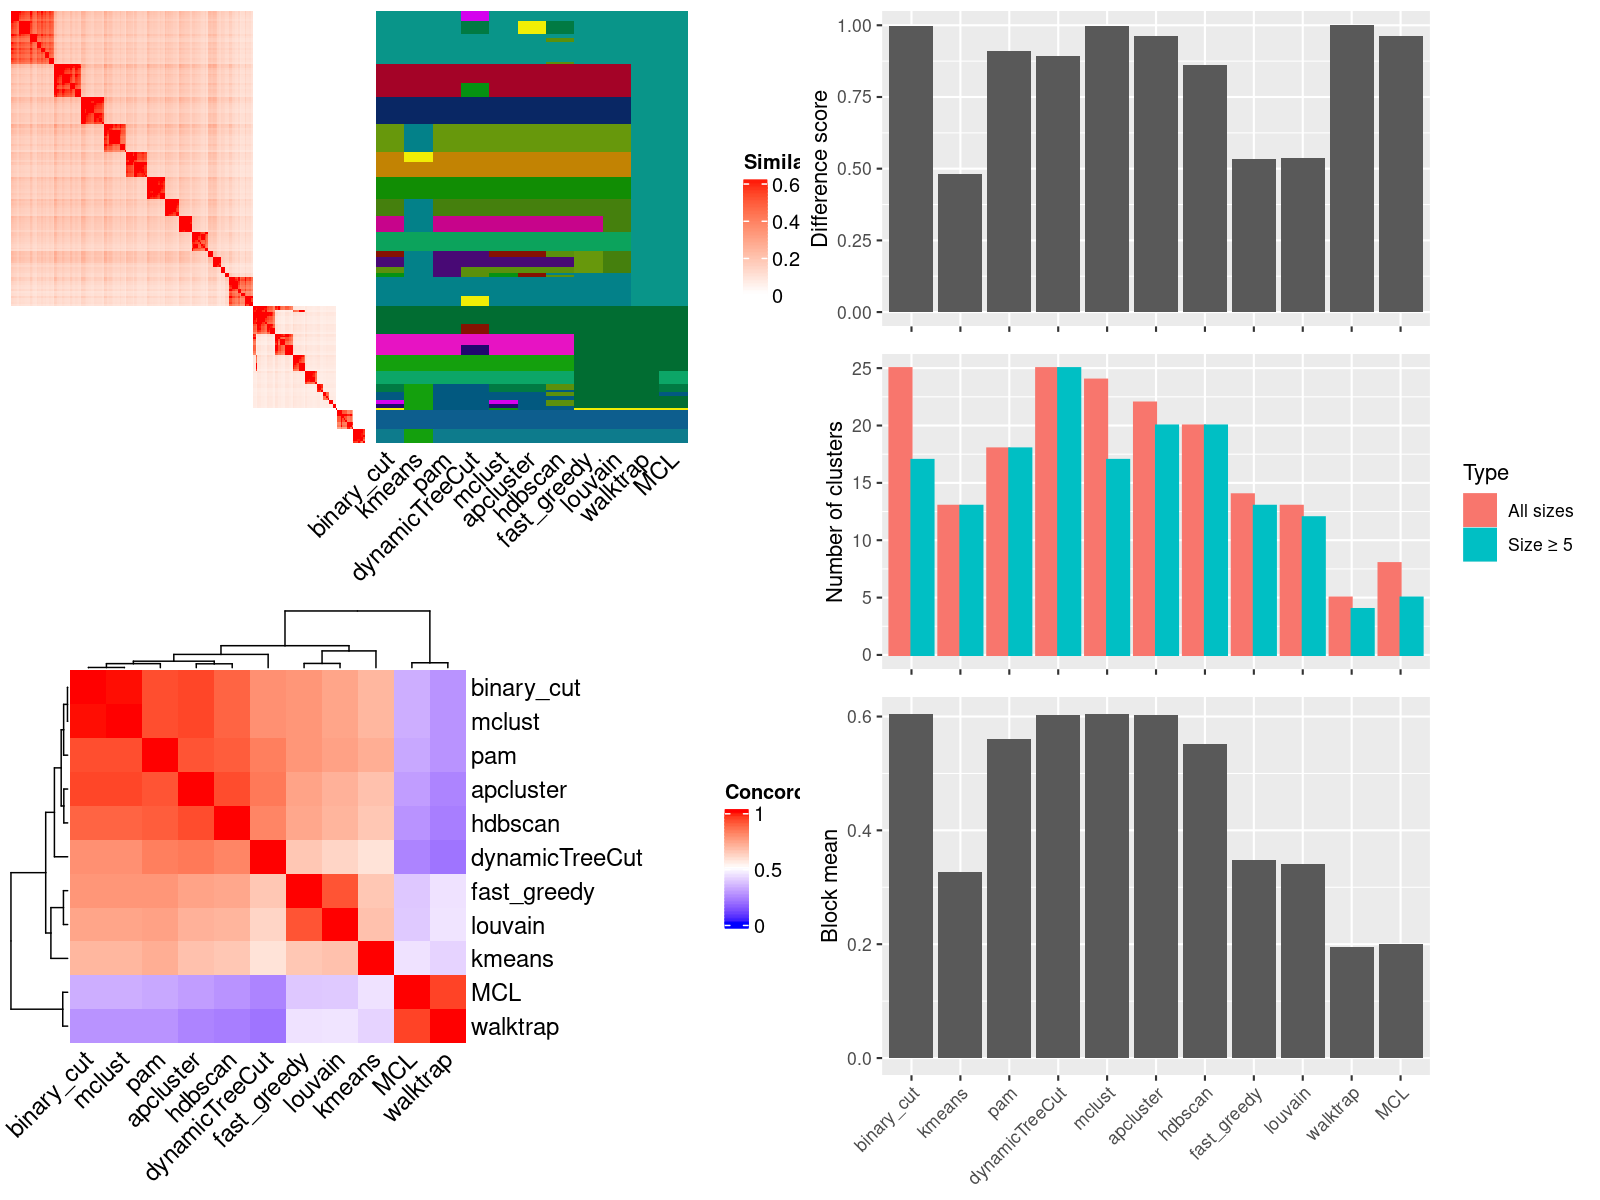 Simila
0.6
0.4
0.2
0
binary_cut
kmeans
pam
dynamicTreeCut
mclust
apcluster
hdbscan
fast_greedy
louvain
walktrap
MCL
binary_cut
mclust
pam
apcluster
hdbscan
dynamicTreeCut
fast_greedy
louvain
kmeans
MCL
walktrap
Concord
1
0.5
0
binary_cut
mclust
pam
apcluster
hdbscan
dynamicTreeCut
fast_greedy
louvain
kmeans
MCL
walktrap
Difference score
1.00
0.75
0.50
0.25
0.00
Number of clusters
25
20
15
10
5
0
Type
All sizes
Size ≥ 5
Block mean
0.6
0.4
0.2
0.0
binary_cut
kmeans
pam
dynamicTreeCut
mclust
apcluster
hdbscan
fast_greedy
louvain
walktrap
MCL